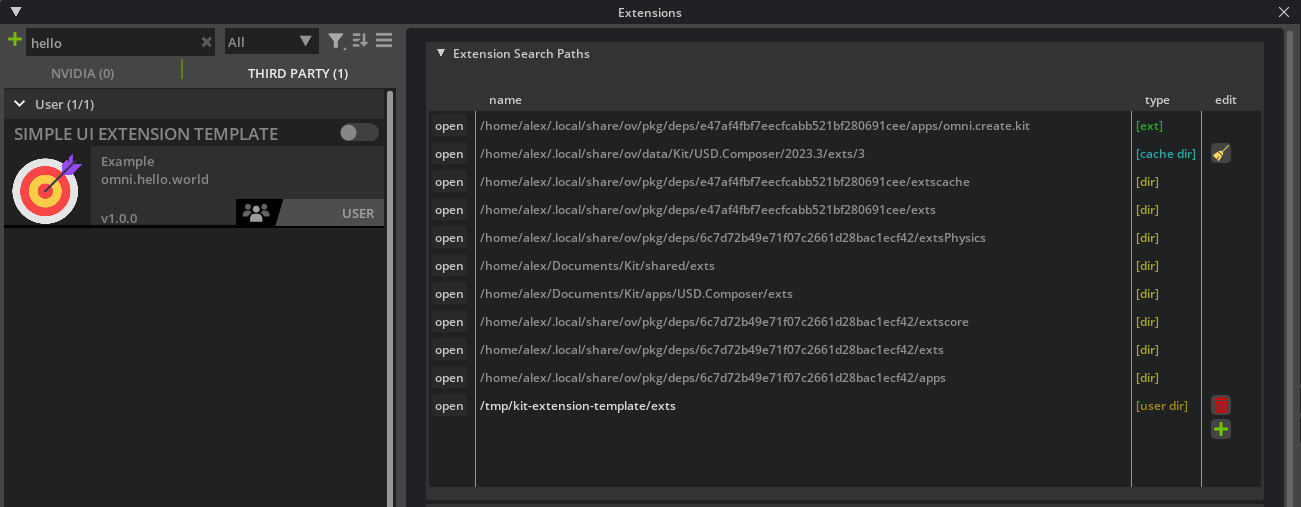 Extensions
hello
All
NVIDIA (0)
THIRD PARTY (1)
User (1/1)
SIMPLE UI EXTENSION TEMPLATE
Example
omni.hello.world
v1.0.0
USER
Extension Search Paths
name type edit
open /home/alex/.local/share/ov/pkg/deps/e47af4fbf7eecfcabb521bf280691cee/apps/omni.create.kit [ext]
open /home/alex/.local/share/ov/data/Kit/USD.Composer/2023.3/exts/3 [cache dir]
open /home/alex/.local/share/ov/pkg/deps/e47af4fbf7eecfcabb521bf280691cee/extscache [dir]
open /home/alex/.local/share/ov/pkg/deps/e47af4fbf7eecfcabb521bf280691cee/exts [dir]
open /home/alex/.local/share/ov/pkg/deps/6c7d72b49e71f07c2661d28bac1ecf42/extsPhysics [dir]
open /home/alex/Documents/Kit/shared/exts [dir]
open /home/alex/Documents/Kit/apps/USD.Composer/exts [dir]
open /home/alex/.local/share/ov/pkg/deps/6c7d72b49e71f07c2661d28bac1ecf42/extscore [dir]
open /home/alex/.local/share/ov/pkg/deps/6c7d72b49e71f07c2661d28bac1ecf42/exts [dir]
open /home/alex/.local/share/ov/pkg/deps/6c7d72b49e71f07c2661d28bac1ecf42/apps [dir]
open /tmp/kit-extension-template/exts [user dir]